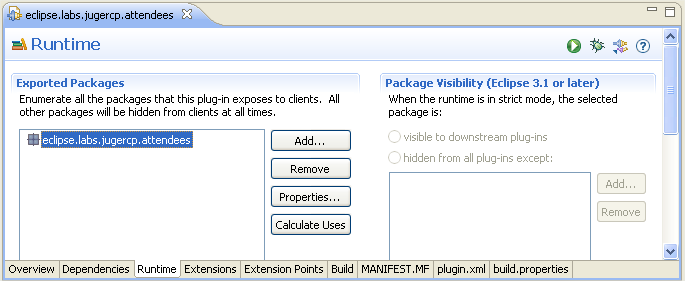 eclipse.labs.jugercp.attendees
Runtime
Exported Packages
Enumerate all the packages that this plug-in exposes to clients. All
other packages will be hidden from clients at all times.
eclipse.labs.jugercp.attendees
Add...
Remove
Properties...
Calculate Uses
Package Visibility (Eclipse 3.1 or later)
When the runtime is in strict mode, the selected
package is:
visible to downstream plug-ins
hidden from all plug-ins except:
Add...
Remove
Overview Dependencies Runtime Extensions Extension Points Build MANIFEST.MF plugin.xml build.properties